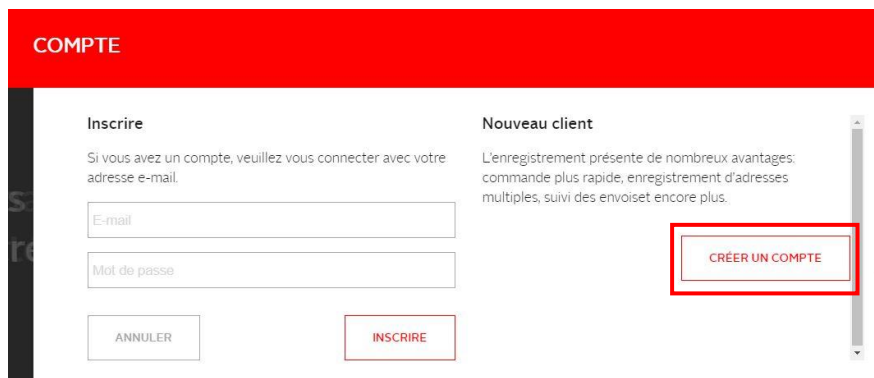 COMPTE
Inscrire
Si vous avez un compte, veuillez vous connecter avec votre
adresse e-mail.
E-mail
Mot de passe
ANNULER
INSCRIRE
Nouveau client
L'enregistrement présente de nombreux avantages:
commande plus rapide, enregistrement d'adresses
multiples, suivi des envoiset encore plus.
CRÉER UN COMPTE